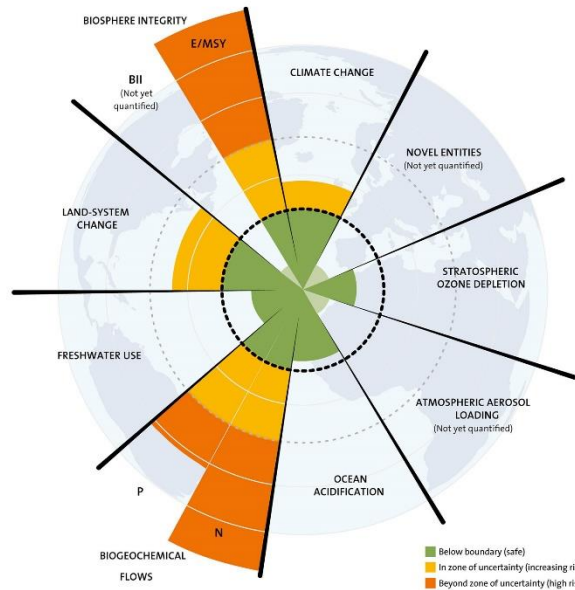 BIOSPHERE INTEGRITY
E/MSY
CLIMATE CHANGE
BII
(Not yet
quantified)
NOVEL ENTITIES
(Not yet quantified)
LAND-SYSTEM
CHANGE
STRATOSPHERIC
OZONE DEPLETION
FRESHWATER USE
ATMOSPHERIC AEROSOL
LOADING
(Not yet quantified)
P
OCEAN
ACIDIFICATION
N
BIOGEOCHEMICAL
FLOWS
Below boundary (safe)
In zone of uncertainty (increasing ri
Beyond zone of uncertainty (high ris